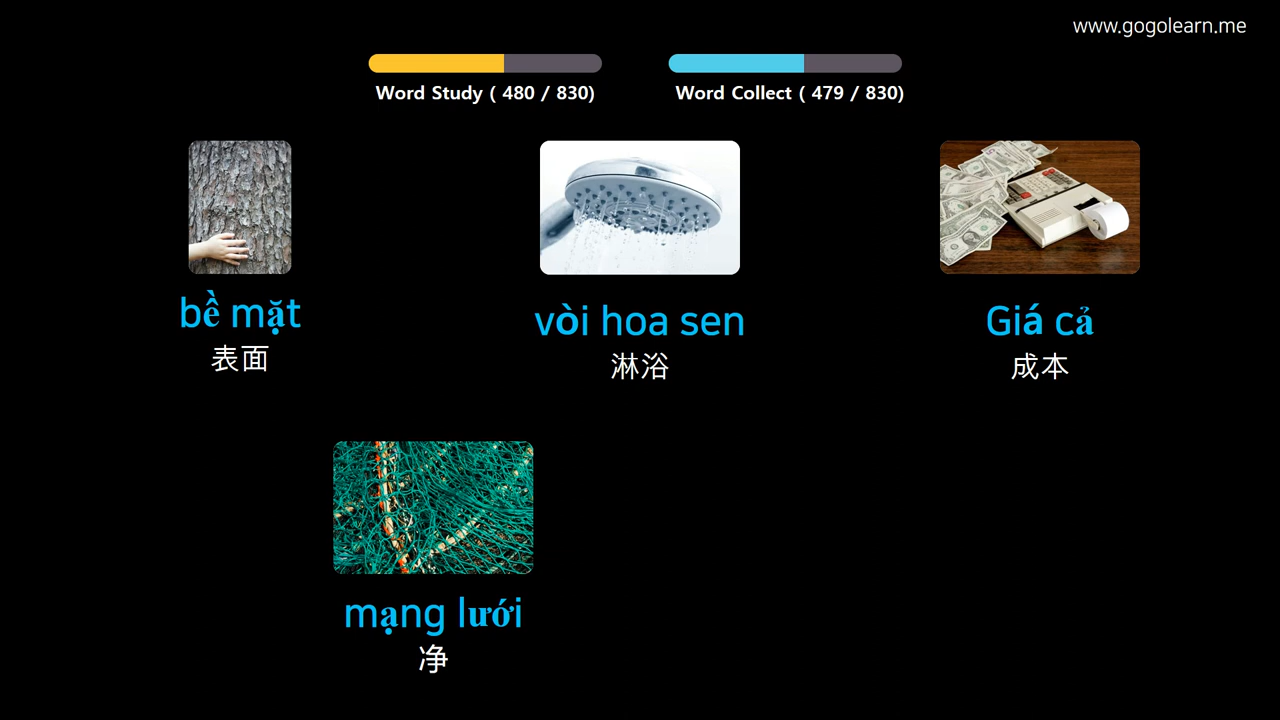 www.gogolearn.me
Word Study ( 480 / 830)
Word Collect ( 479 / 830)
bề mặt
表面
vòi hoa sen
淋浴
Giá cả
成本
mạng lưới
净